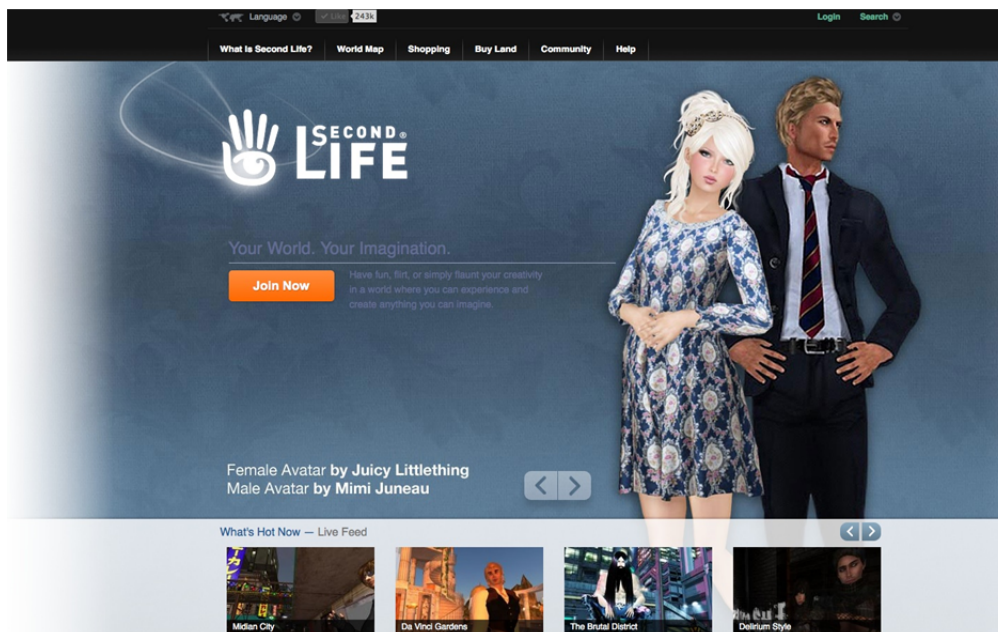 Language
Like 243k
Login
Search
What Is Second Life?
World Map
Shopping
Buy Land
Community
Help
SECOND®
LIFE
Your World. Your Imagination.
Join Now
Have fun, flirt, or simply flaunt your creativity
in a world where you can experience and
create anything you can imagine.
Female Avatar by Juicy Littlething
Male Avatar by Mimi Juneau
What's Hot Now — Live Feed
Midian City
Da Vinci Gardens
The Brutal District
Delirium Style